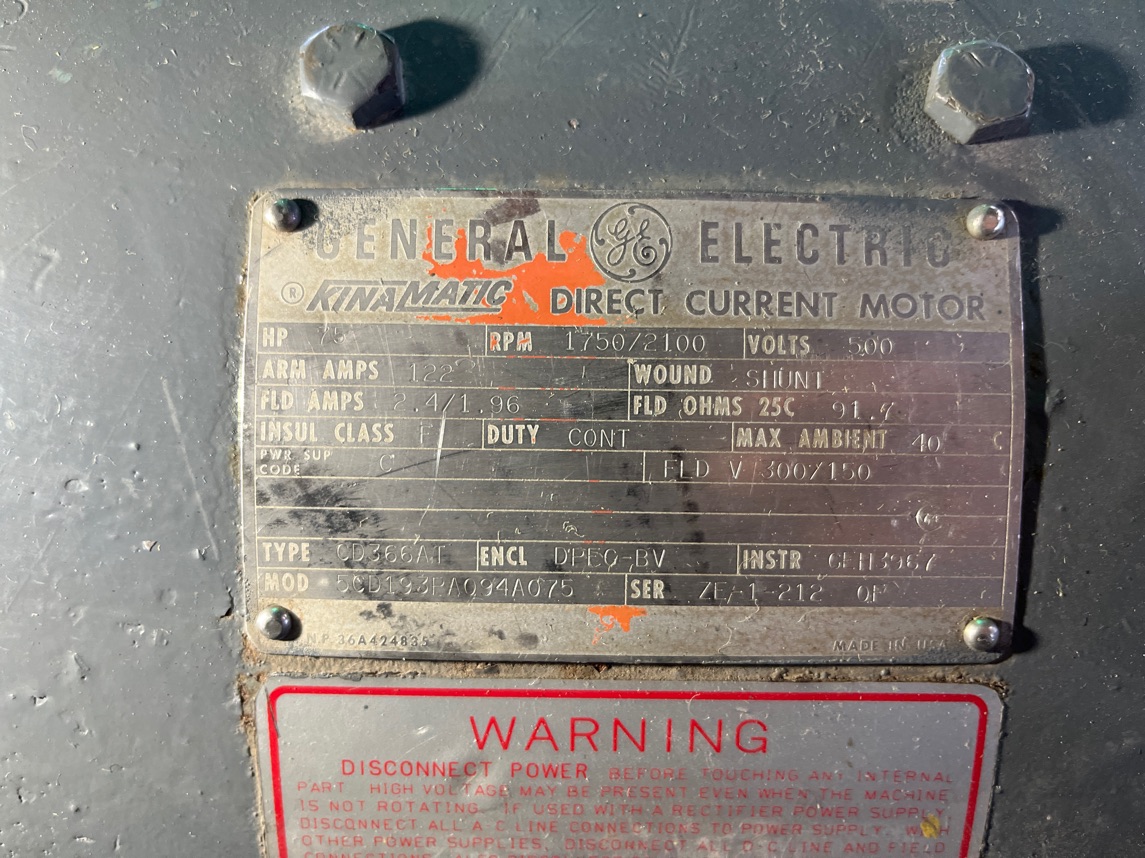 GENERAL GE ELECTRIC
® KINAMATIC DIRECT CURRENT MOTOR
HP 75 RPM 1750/2100 VOLTS 500
ARM AMPS 122 WOUND SHUNT
FLD AMPS 2.4/1.96 FLD OHMS 25C
INSUL CLASS F DUTY CONT MAX AMBIENT 40 C
PWR SUP
CODE C FLD V 300/150
TYPE CD366AT ENCL DPFG-BV INSTR GEH3967
MOD SER ZE-1-212
N.P. 36A424835 MADE IN U.S.A.
WARNING
DISCONNECT POWER BEFORE TOUCHING ANY INTERNAL
PART. HIGH VOLTAGE MAY BE PRESENT EVEN WHEN THE MACHINE
IS NOT ROTATING. IF USED WITH A RECTIFIER POWER SUPPLY,
DISCONNECT ALL A-C LINE CONNECTIONS TO POWER SUPPLY. WITH
OTHER POWER SUPPLIES, DISCONNECT ALL D-C LINE AND FIELD